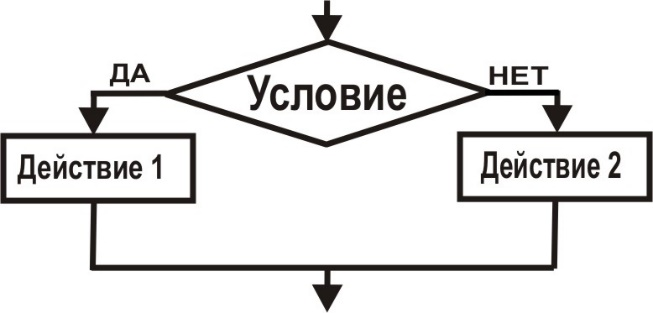 ДА
Условие
НЕТ
Действие 1
Действие 2